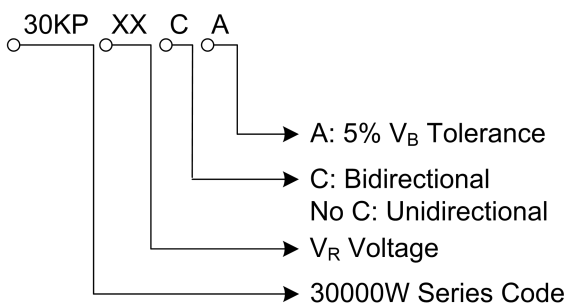 30KP XX C A
A: 5% VB Tolerance
C: Bidirectional
No C: Unidirectional
VR Voltage
30000W Series Code